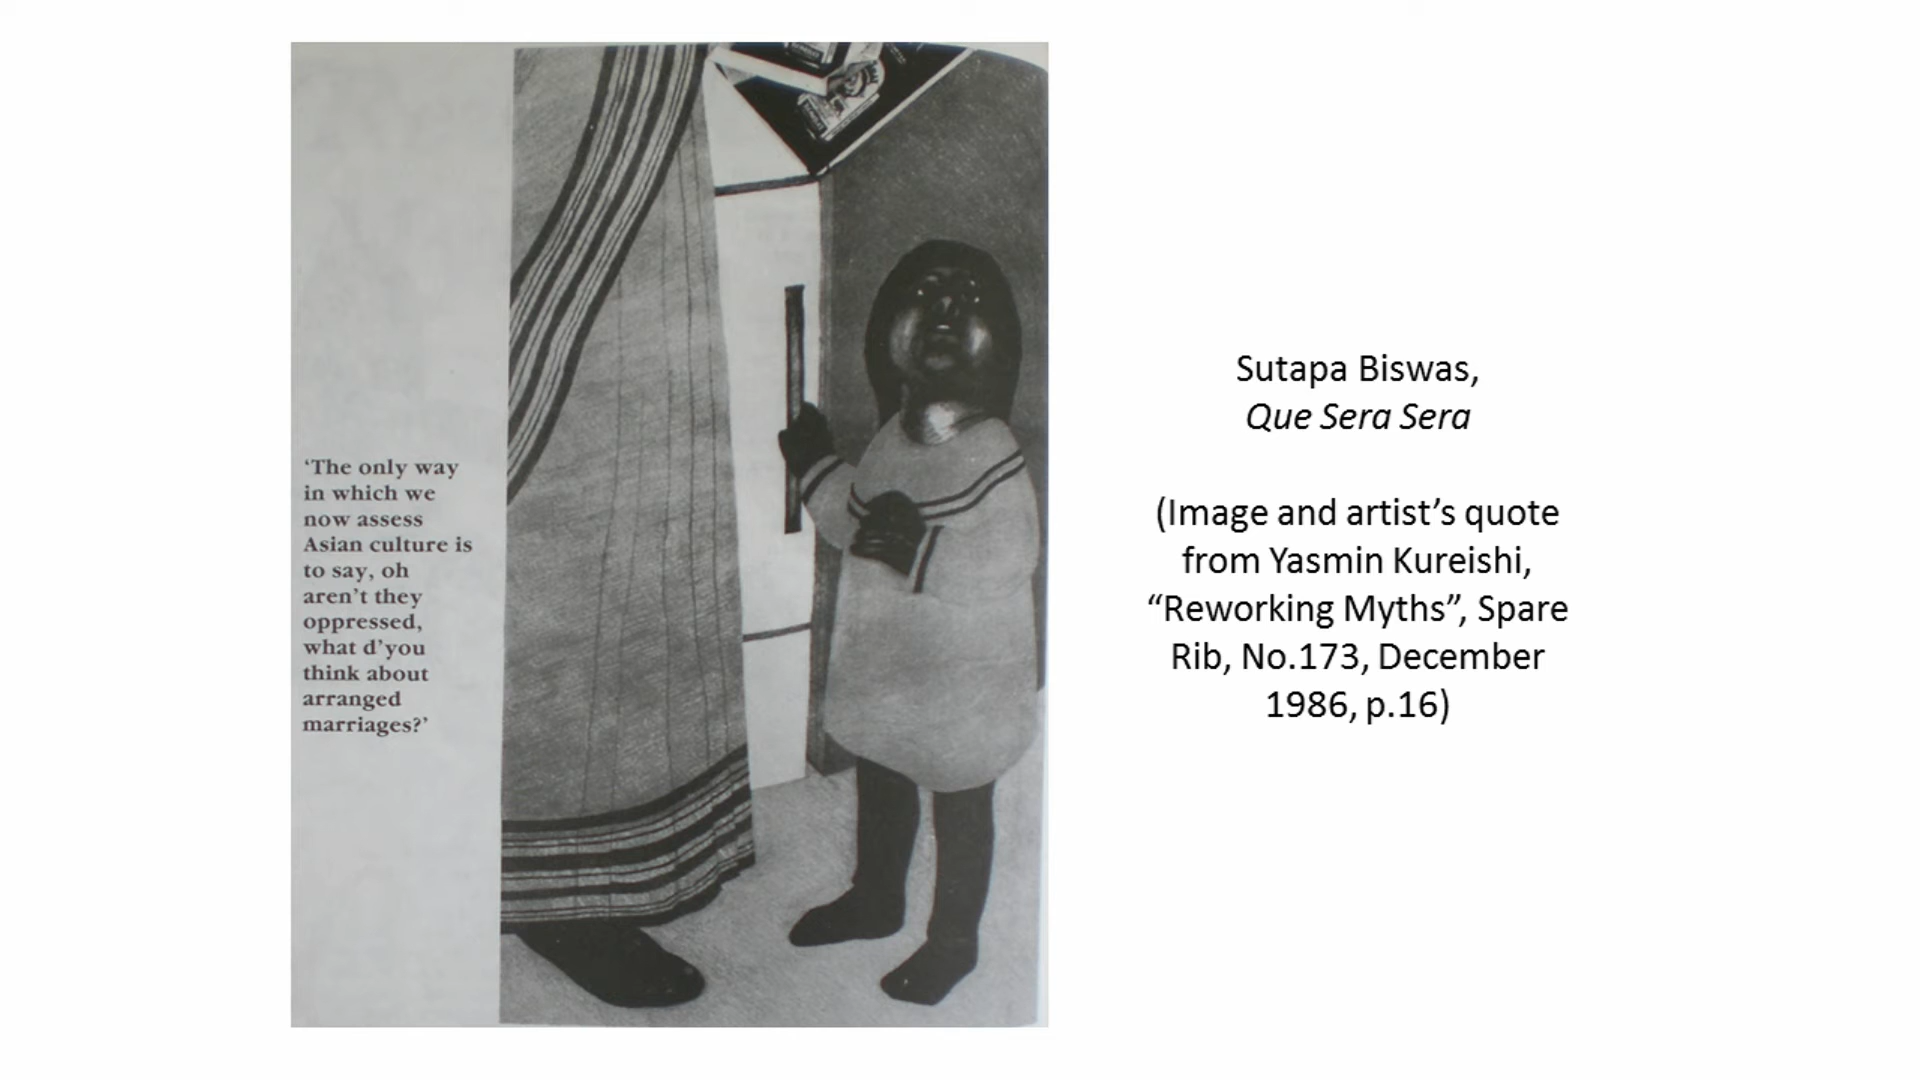 ‘The only way
in which we
now assess
Asian culture is
to say, oh
aren’t they
oppressed,
what d’you
think about
arranged
marriages?’
Sutapa Biswas,
Que Sera Sera
(Image and artist’s quote
from Yasmin Kureishi,
“Reworking Myths”, Spare
Rib, No.173, December
1986, p.16)